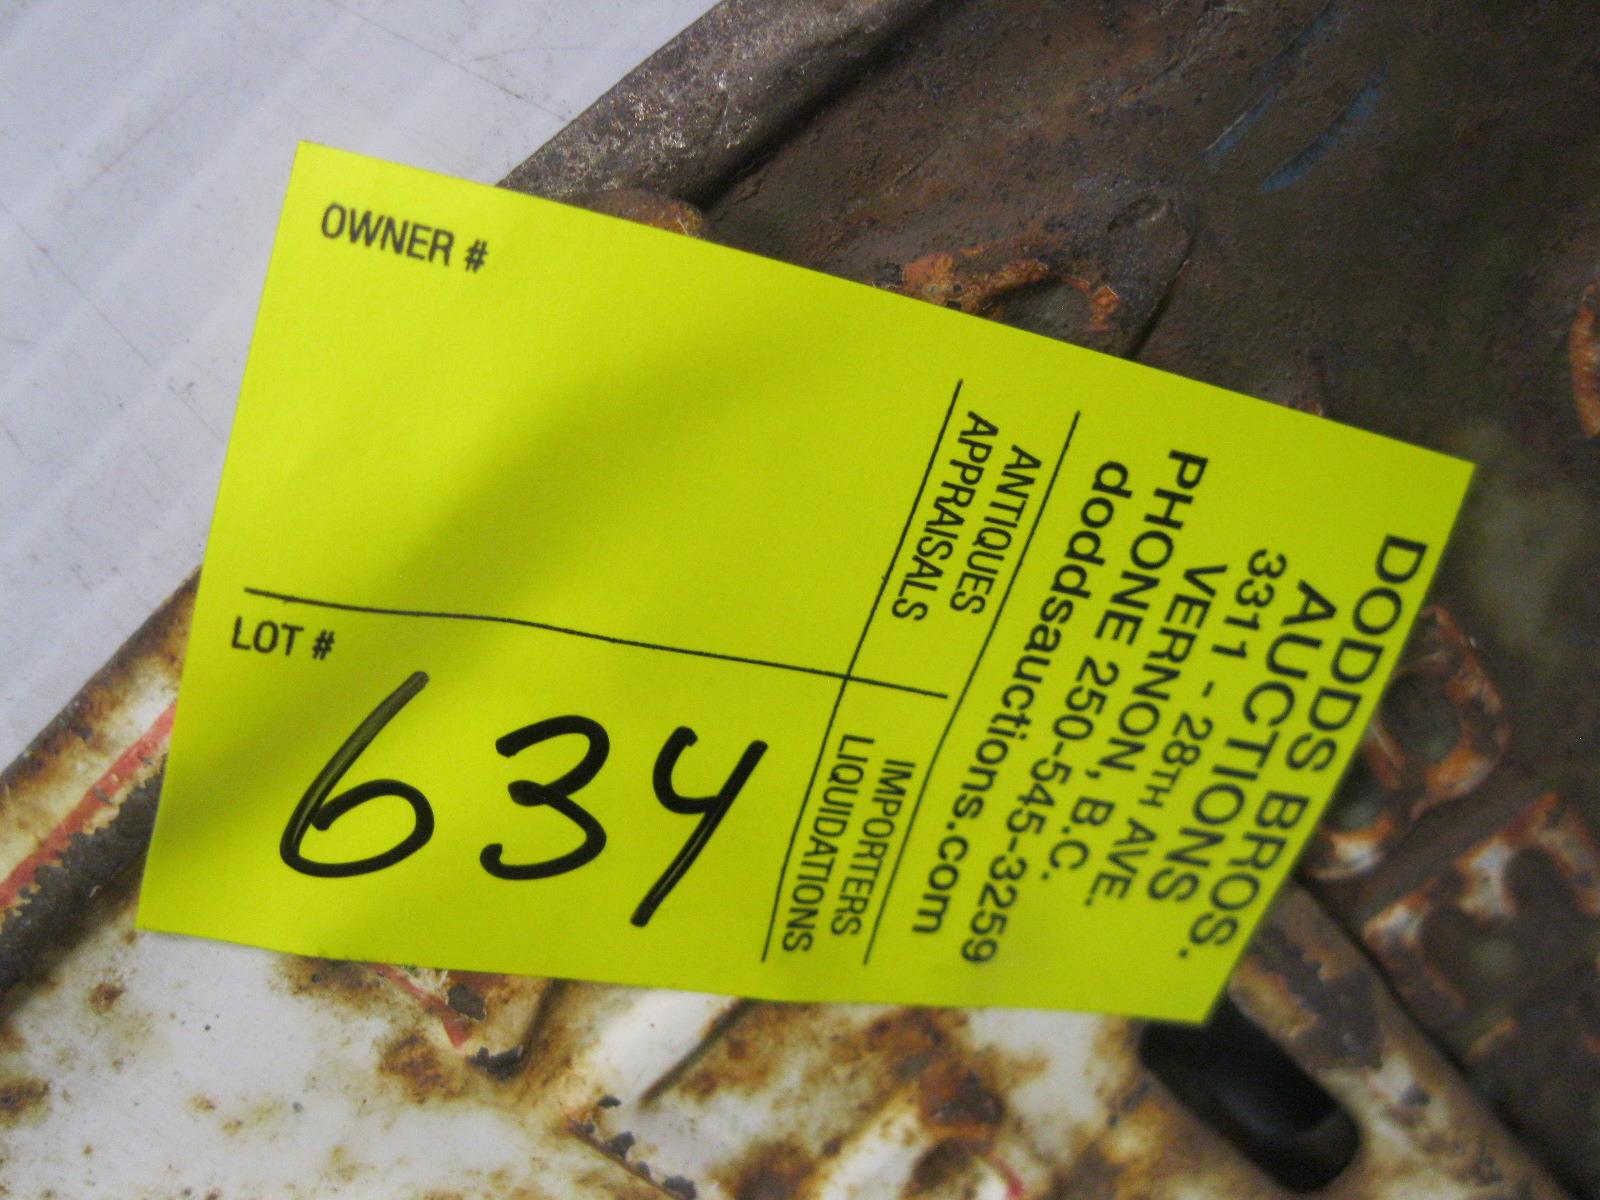 OWNER #
LOT #
634
DODDS BROS.
AUCTIONS
3311 - 28TH AVE.
VERNON, B.C.
PHONE 250-545-3259
doddsauctions.com
ANTIQUES
APPRAISALS
IMPORTERS
LIQUIDATIONS